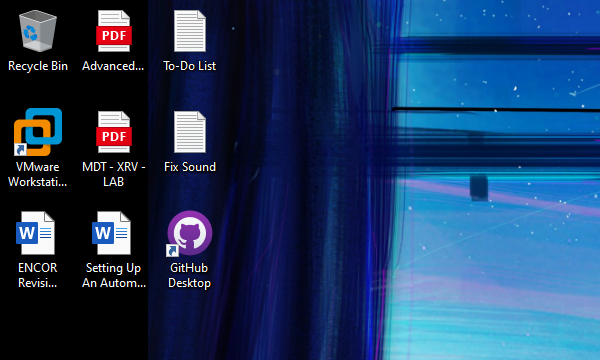 Recycle Bin
Advanced...
To-Do List
PDF
VMware
Workstati...
PDF
MDT - XRV -
LAB
Fix Sound
W
ENCOR
Revisi...
W
Setting Up
An Autom...
GitHub
Desktop